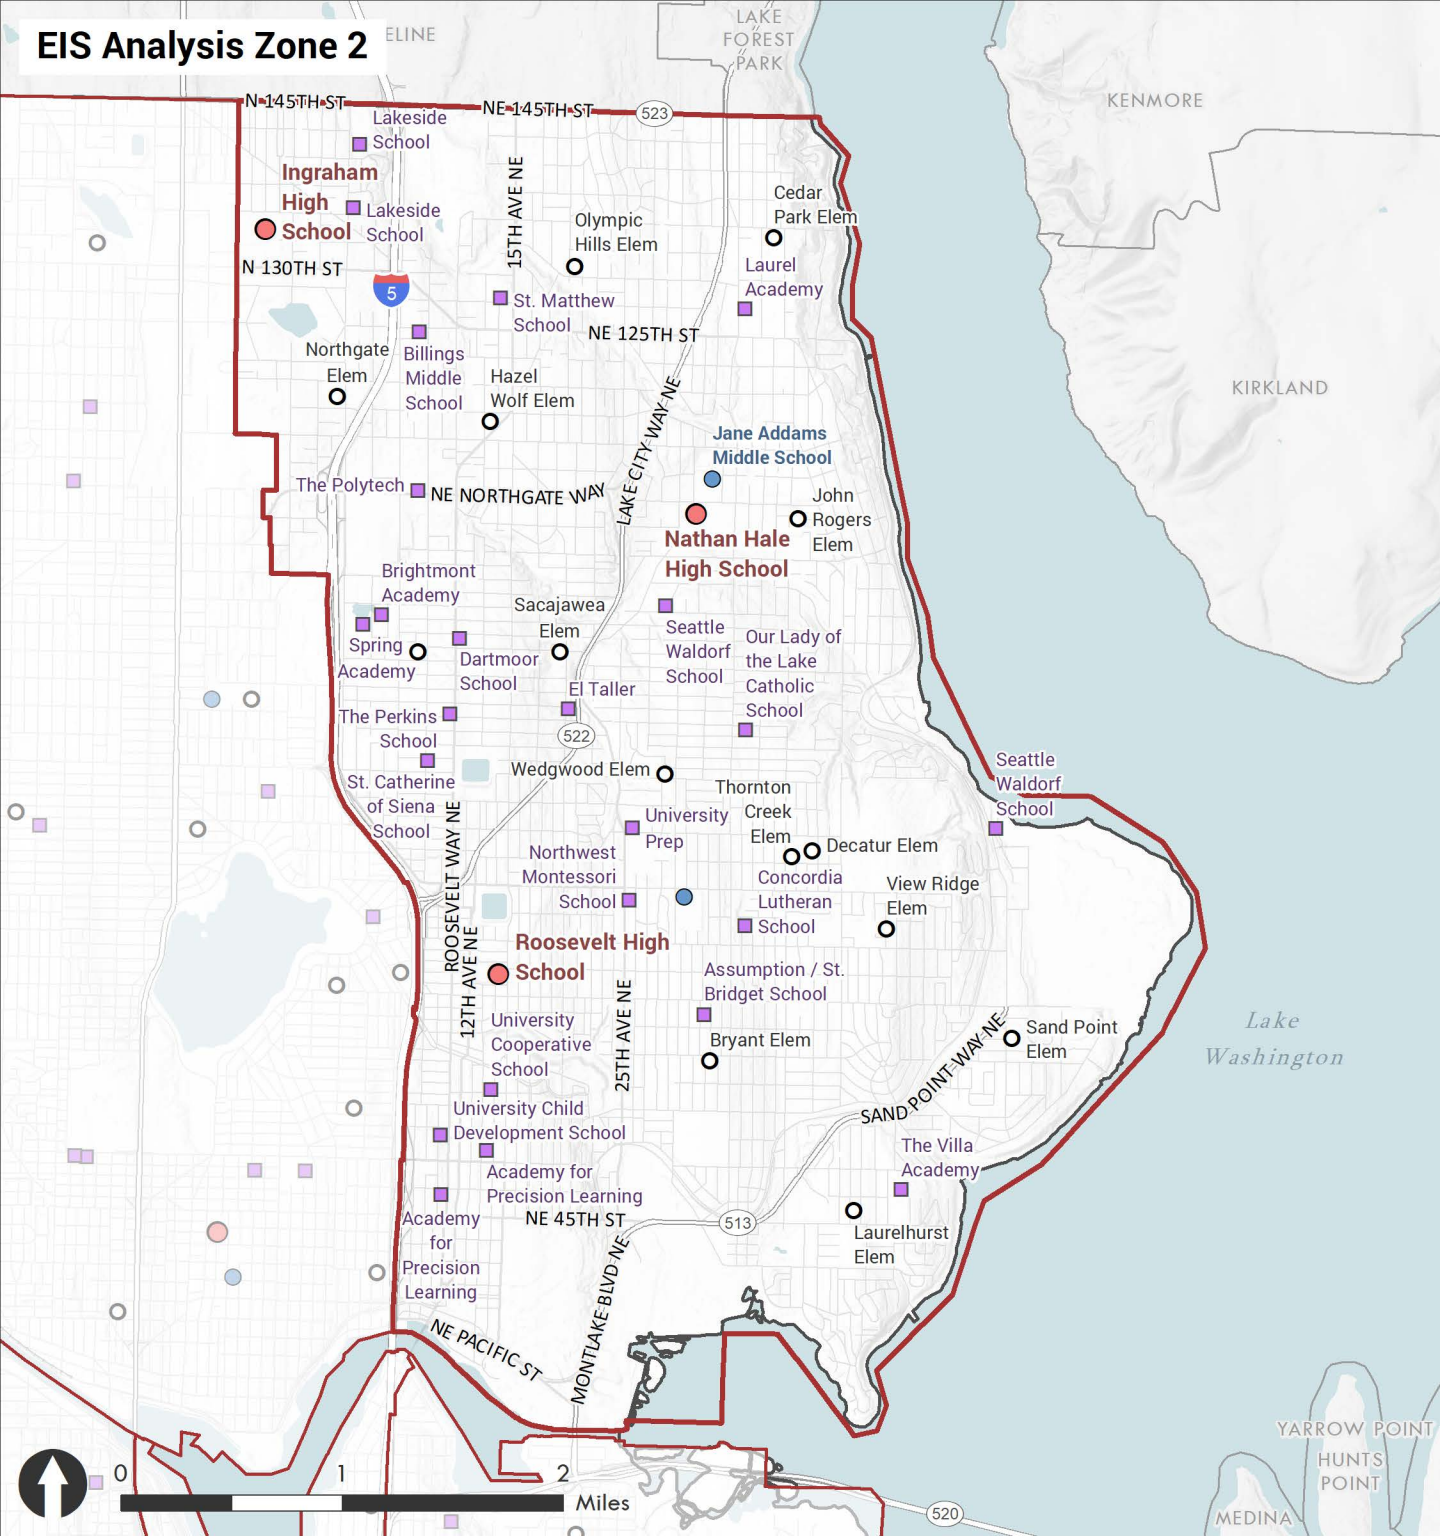 EIS Analysis Zone 2
ELINE
LAKE
FOREST
PARK
KENMORE
N 145TH ST
NE 145TH ST
523
Lakeside
School
Ingraham
High
School
Lakeside
School
15TH AVE NE
Olympic
Hills Elem
Cedar
Park Elem
N 130TH ST
5
Laurel
Academy
St. Matthew
School
NE 125TH ST
Northgate
Elem
Billings
Middle
School
Hazel
Wolf Elem
KIRKLAND
LAKE CITY WAY NE
Jane Addams
Middle School
The Polytech
NE NORTHGATE WAY
John
Rogers
Elem
Nathan Hale
High School
Brightmont
Academy
Sacajawea
Elem
Seattle
Waldorf
School
Our Lady of
the Lake
Catholic
School
Spring
Academy
Dartmoor
School
El Taller
The Perkins
School
522
Wedgwood Elem
Seattle
Waldorf
School
St. Catherine
of Siena
School
Thornton
Creek
Elem
ROOSEVELT WAY NE
University
Prep
Decatur Elem
Northwest
Montessori
School
Concordia
Lutheran
School
View Ridge
Elem
12TH AVE NE
Roosevelt High
School
25TH AVE NE
Assumption / St.
Bridget School
University
Cooperative
School
Bryant Elem
SAND POINT WAY NE
Sand Point
Elem
Lake
Washington
University Child
Development School
The Villa
Academy
Academy for
Precision Learning
Academy
for
Precision
Learning
NE 45TH ST
513
Laurelhurst
Elem
MONTLAKE BLVD NE
NE PACIFIC ST
YARROW POINT
HUNTS
POINT
MEDINA
0
1
2
Miles
520